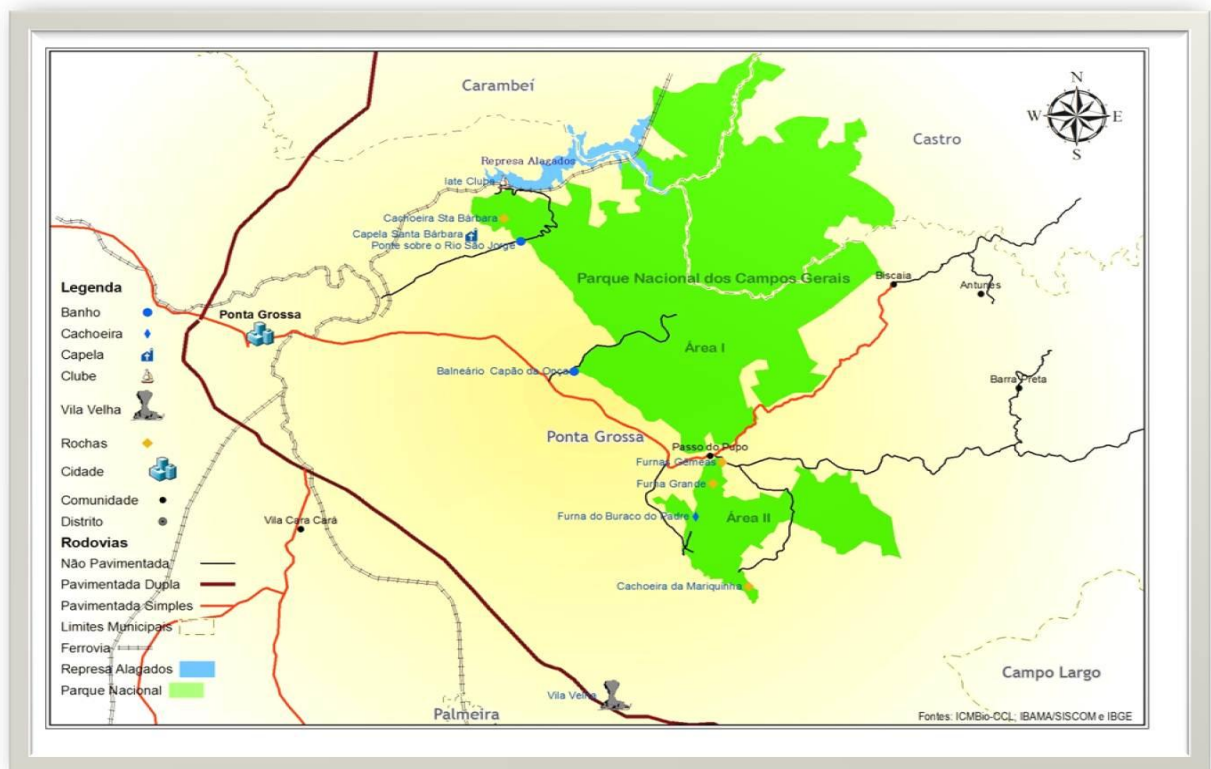 Carambeí
N
W E
S
Castro
Represa Alagados
Iate Clube
Cachoeira Sta Bárbara
Capela Santa Bárbara
Ponte sobre o Rio São Jorge
Parque Nacional dos Campos Gerais
Biscaia
Antunes
Legenda
Banho
Cachoeira
Capela
Clube
Vila Velha
Rochas
Cidade
Comunidade
Distrito
Rodovias
Não Pavimentada
Pavimentada Dupla
Pavimentada Simples
Limites Municipais
Ferrovia
Represa Alagados
Parque Nacional
Ponta Grossa
Área I
Balneário Capão da Onça
Barra Preta
Ponta Grossa
Passo do Pupo
Furnas Gêmeas
Furna Grande
Furna do Buraco do Padre
Área II
Vila Cara Cará
Cachoeira da Mariquinha
Campo Largo
Vila Velha
Palmeira
Fontes: ICMBio-CCL; IBAMA/SISCOM e IBGE